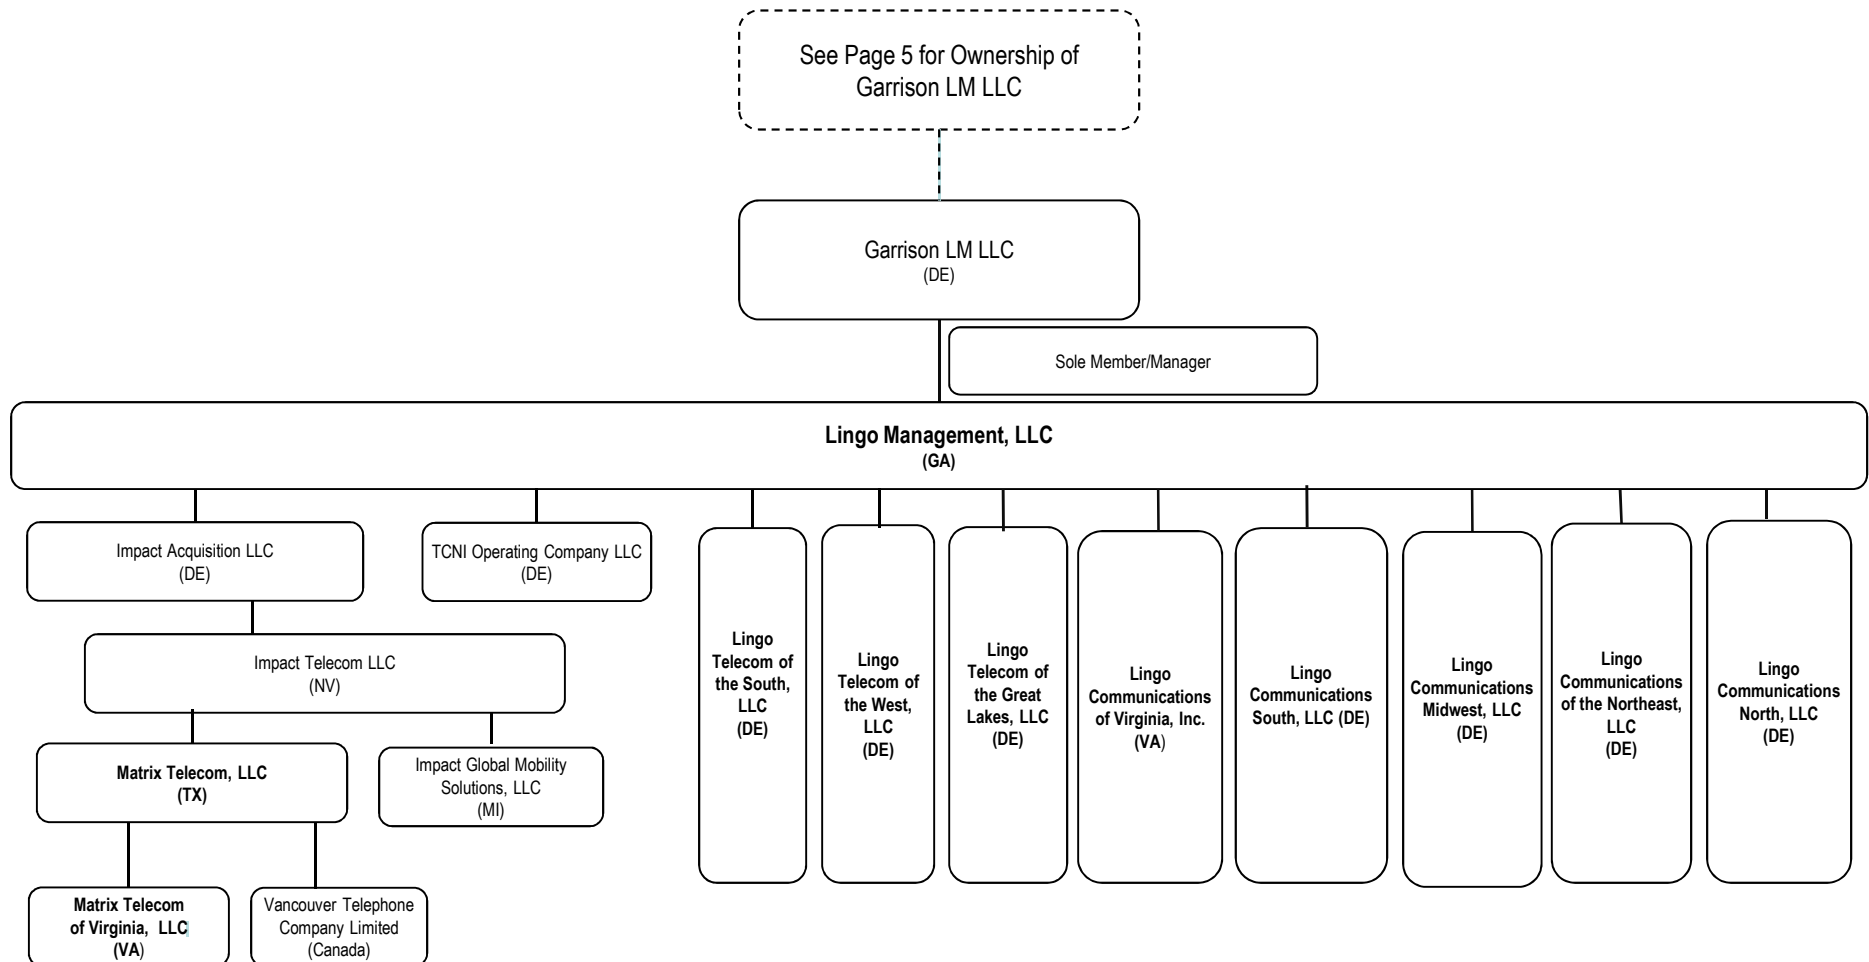 See Page 5 for Ownership of
Garrison LM LLC
Garrison LM LLC
(DE)
Sole Member/Manager
Lingo Management, LLC
(GA)
Impact Acquisition LLC
(DE)
TCNI Operating Company LLC
(DE)
Impact Telecom LLC
(NV)
Matrix Telecom, LLC
(TX)
Impact Global Mobility
Solutions, LLC
(MI)
Matrix Telecom
of Virginia, LLC
(VA)
Vancouver Telephone
Company Limited
(Canada)
Lingo
Telecom of
the South,
LLC
(DE)
Lingo
Telecom of
the West,
LLC
(DE)
Lingo
Telecom of
the Great
Lakes, LLC
(DE)
Lingo
Communications
of Virginia, Inc.
(VA)
Lingo
Communications
South, LLC (DE)
Lingo
Communications
Midwest, LLC
(DE)
Lingo
Communications
of the Northeast,
LLC
(DE)
Lingo
Communications
North, LLC
(DE)